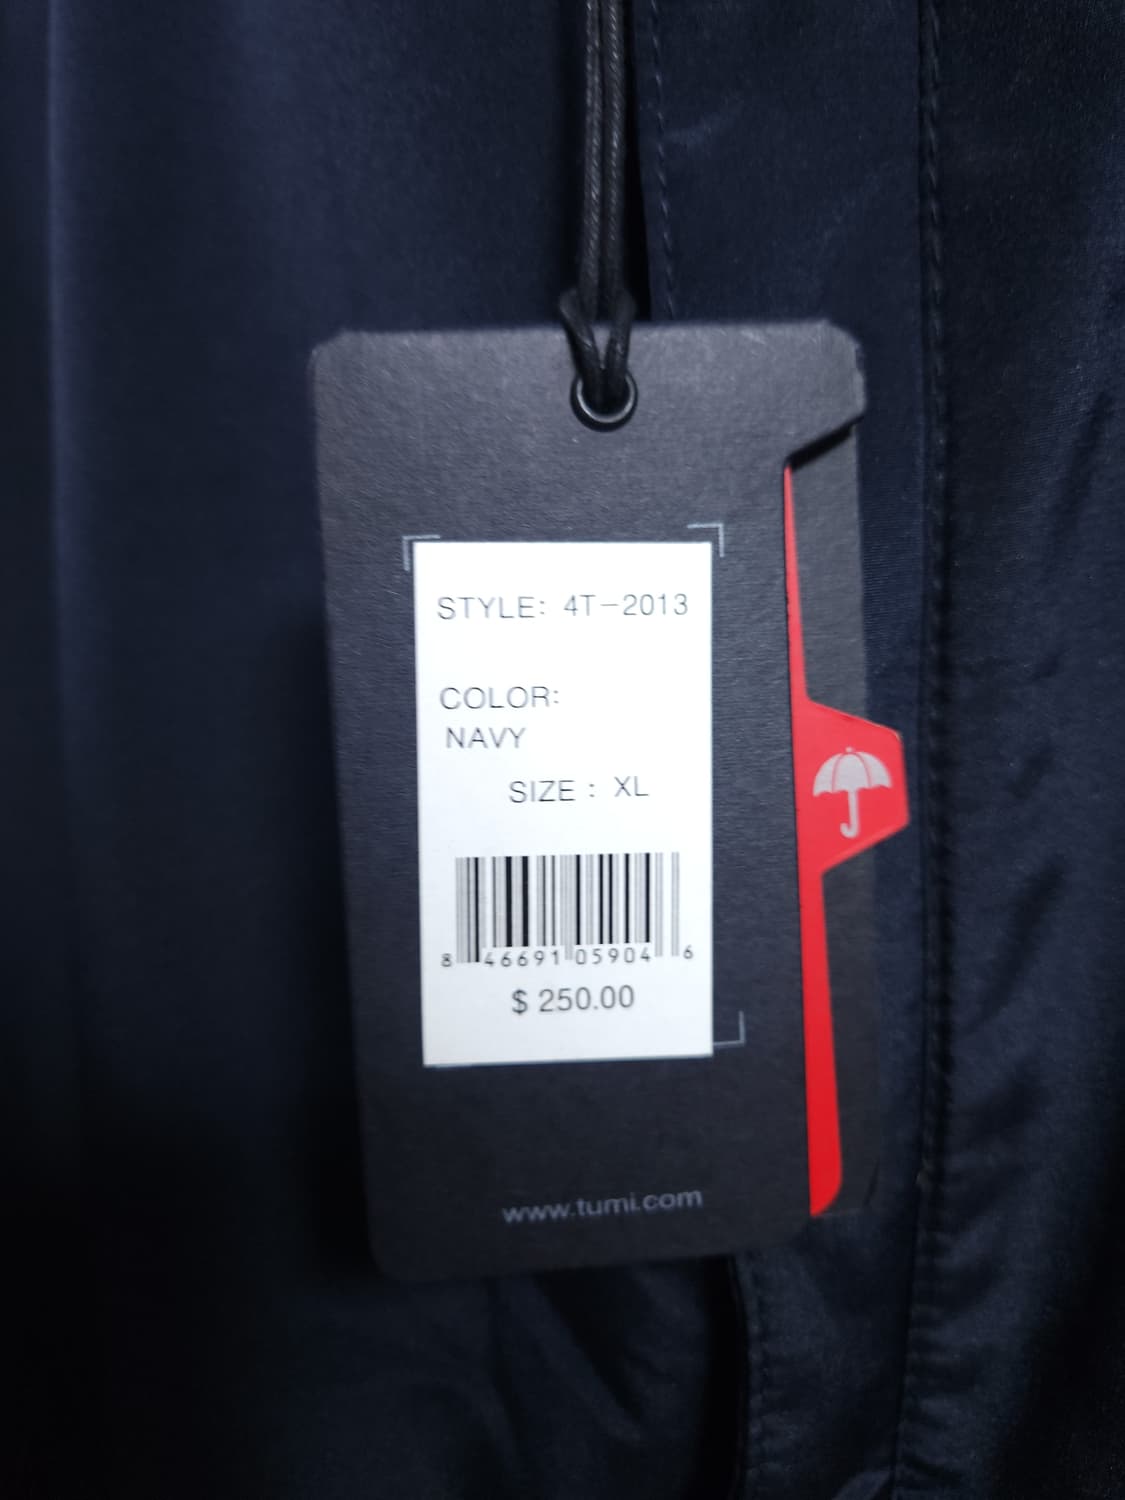 STYLE: 4T-2013
COLOR:
NAVY
SIZE : XL
8 46691 05904 6
$ 250.00
www.tumi.com